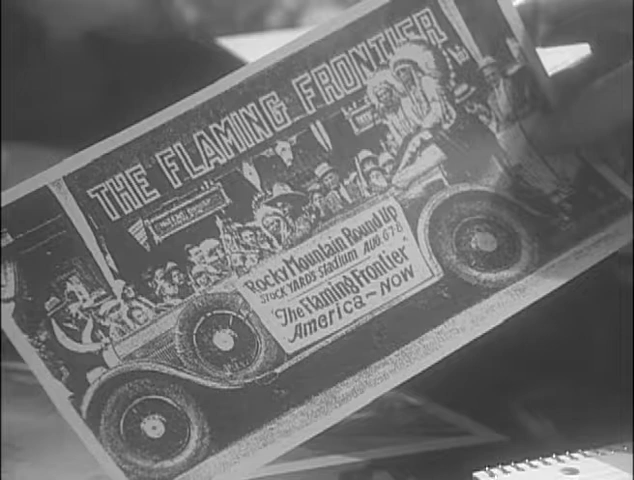 THE FLAMING FRONTIER
Rocky Mountain Round Up
STOCK YARDS STADIUM AUG. 6-7-8
"The Flaming Frontier"
America - NOW